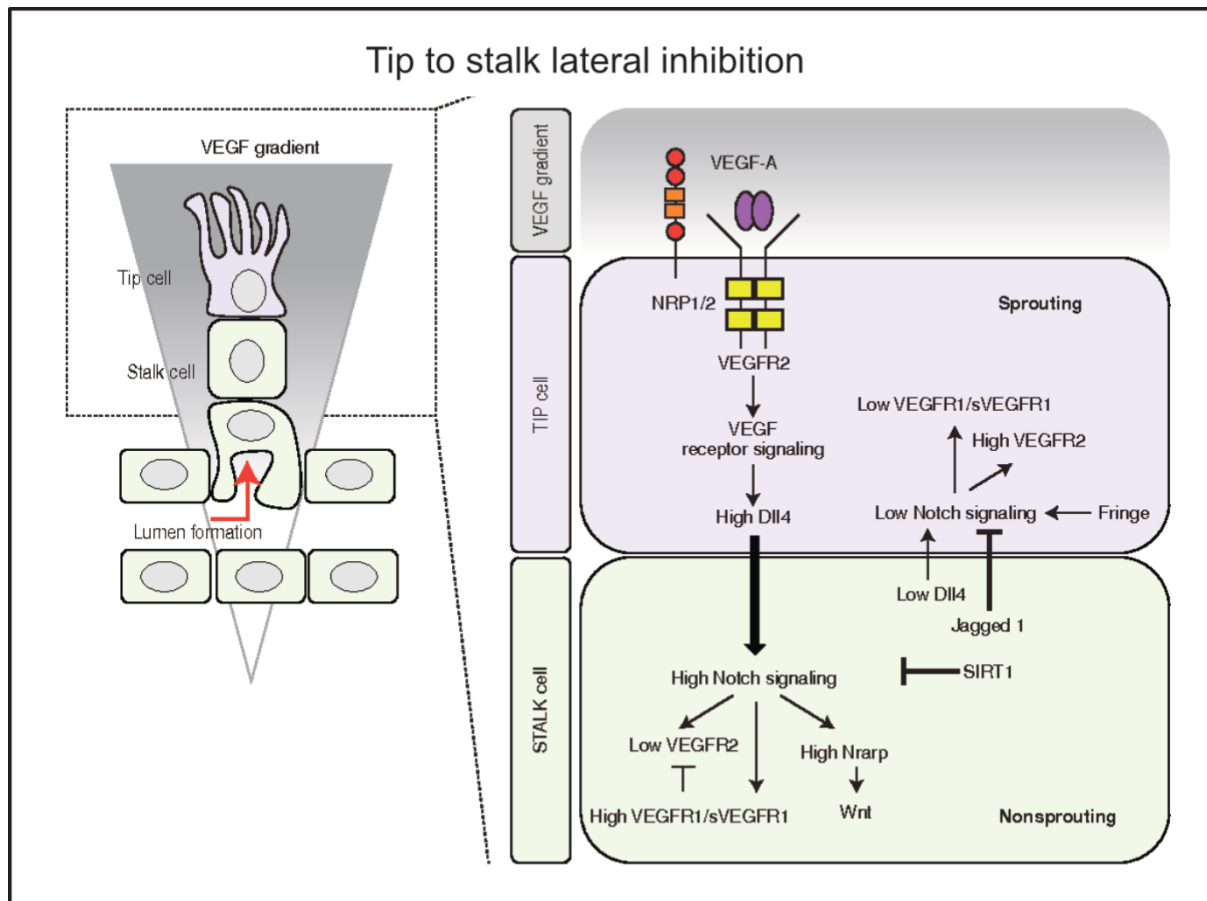 Tip to stalk lateral inhibition
VEGF gradient
Tip cell
Stalk cell
Lumen formation
VEGF gradient
TIP cell
STALK cell
VEGF-A
NRP1/2
Sprouting
VEGFR2
VEGF
receptor signaling
High Dll4
Low VEGFR1/sVEGFR1
High VEGFR2
Low Notch signaling
Fringe
Low Dll4
Jagged 1
SIRT1
High Notch signaling
Low VEGFR2
High Nrarp
High VEGFR1/sVEGFR1
Wnt
Nonsprouting